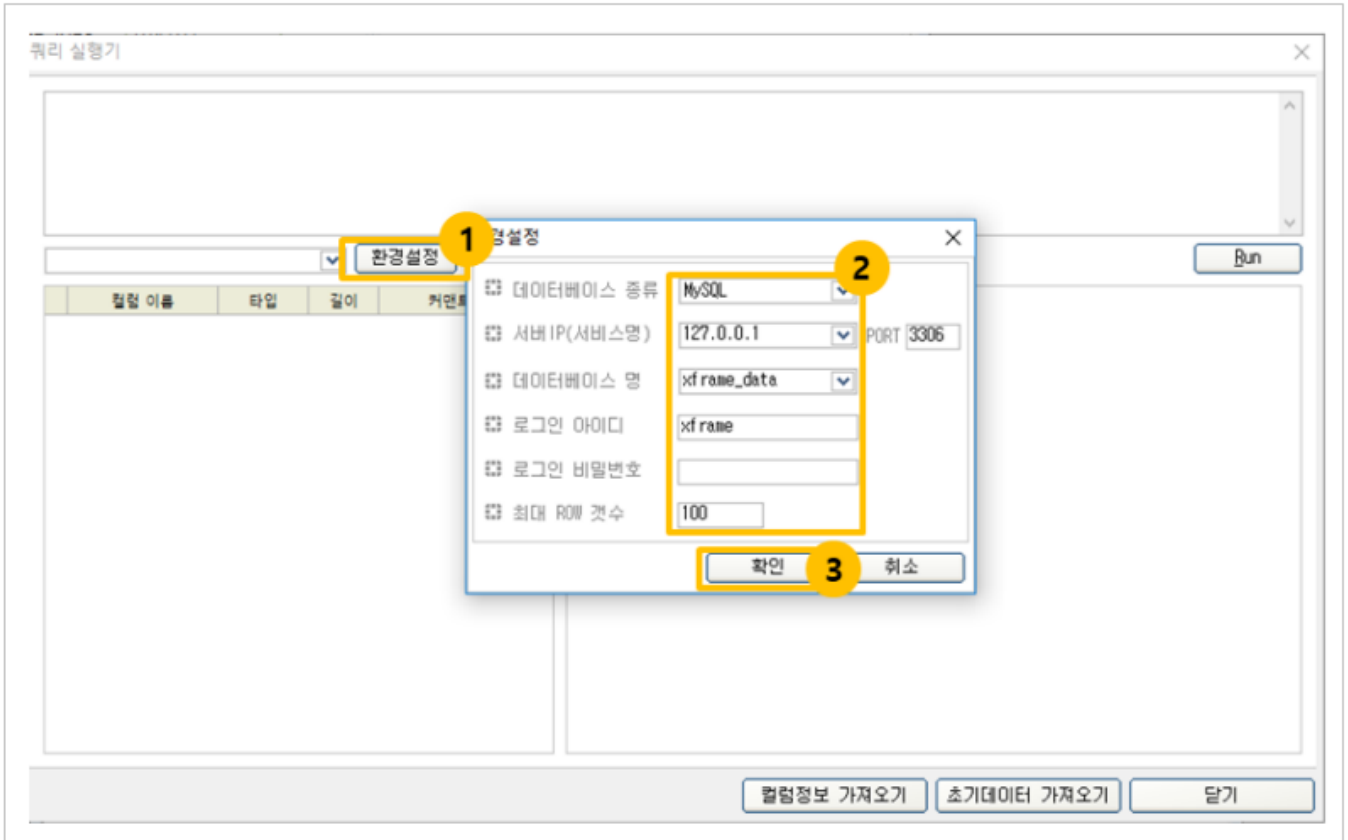 쿼리 실행기
환경설정
1
경설정
Run
컬럼 이름 타입 길이 커맨트
데이터베이스 종류 MySQL
2
서버IP(서비스명) 127.0.0.1 PORT 3306
데이터베이스 명 xframe_data
로그인 아이디 xframe
로그인 비밀번호
최대 ROW 갯수 100
확인 3 취소
컬럼정보 가져오기 초기데이터 가져오기 닫기